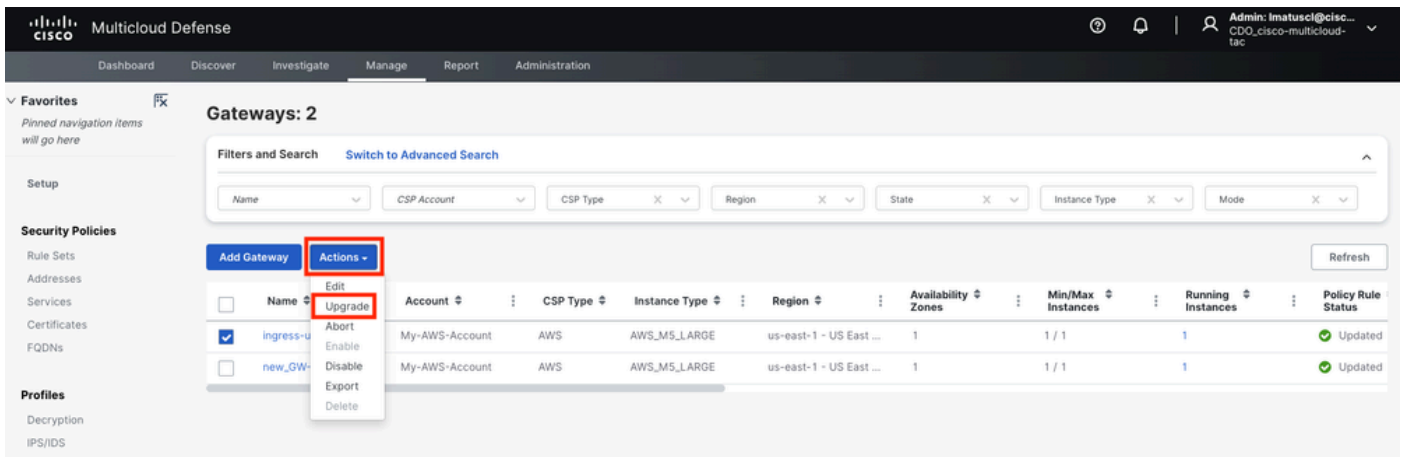 cisco Multicloud Defense
Admin: lmatuscl@cisc...
CDO_cisco-multicloud-
tac
Dashboard Discover Investigate Manage Report Administration
Favorites
Pinned navigation items
will go here
Setup
Security Policies
Rule Sets
Addresses
Services
Certificates
FQDNs
Profiles
Decryption
IPS/IDS
Gateways: 2
Filters and Search Switch to Advanced Search
Name CSP Account CSP Type Region State Instance Type Mode
Add Gateway Actions Refresh
Edit
Upgrade
Abort
Enable
Disable
Export
Delete
Name Account CSP Type Instance Type Region Availability Zones Min/Max Instances Running Instances Policy Rule Status
ingress-u My-AWS-Account AWS AWS_M5_LARGE us-east-1 - US East ... 1 1 / 1 1 Updated
new_GW- My-AWS-Account AWS AWS_M5_LARGE us-east-1 - US East ... 1 1 / 1 1 Updated